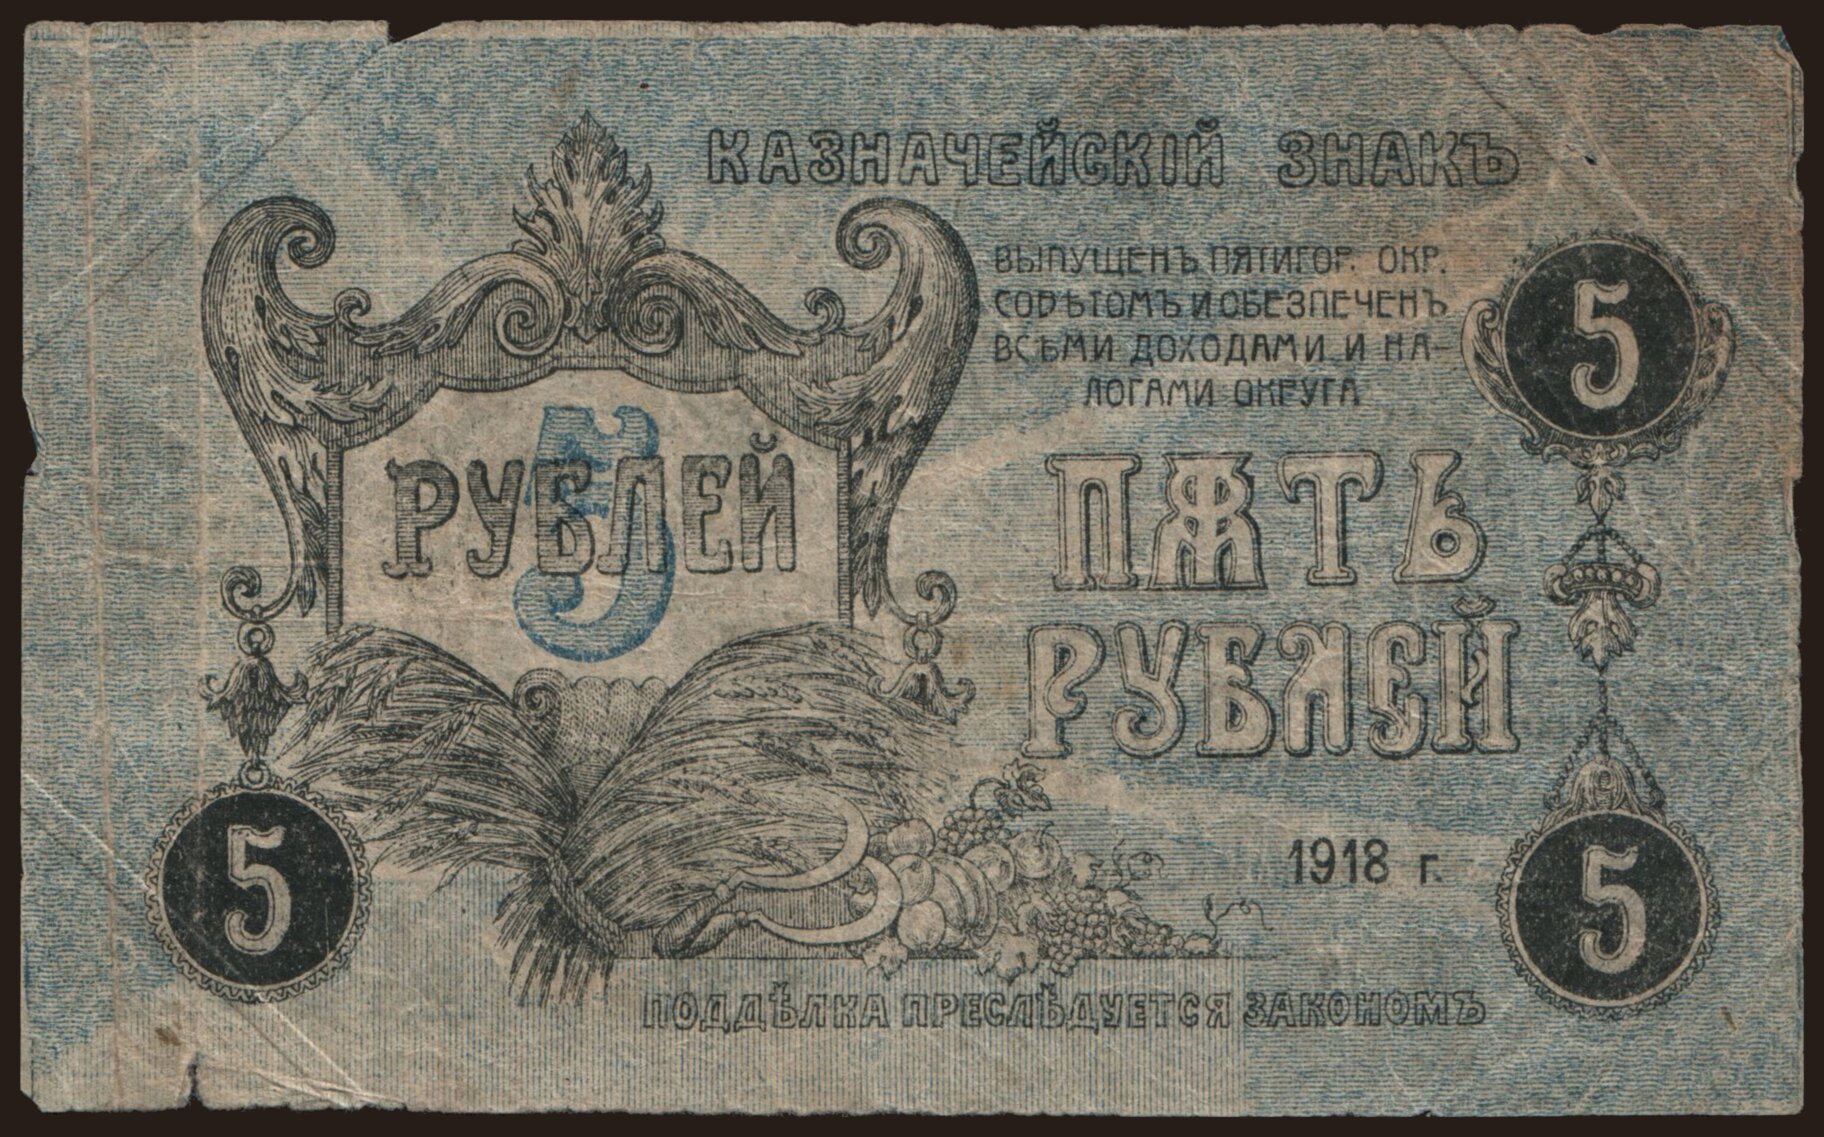 КАЗНАЧЕЙСКІЙ ЗНАКЪ
ВЫПУЩЕНЪ ПЯТИГОР. ОКР.
СОВѢТОМЪ И ОБЕЗПЕЧЕНЪ
ВСѢМИ ДОХОДАМИ И НА-
ЛОГАМИ ОКРУГА
5
5
РУБЛЕЙ
ПѦТЬ
РУБЛЕЙ
1918 г.
5
5
ПОДДѢЛКА ПРЕСЛѢДУЕТСЯ ЗАКОНОМЪ